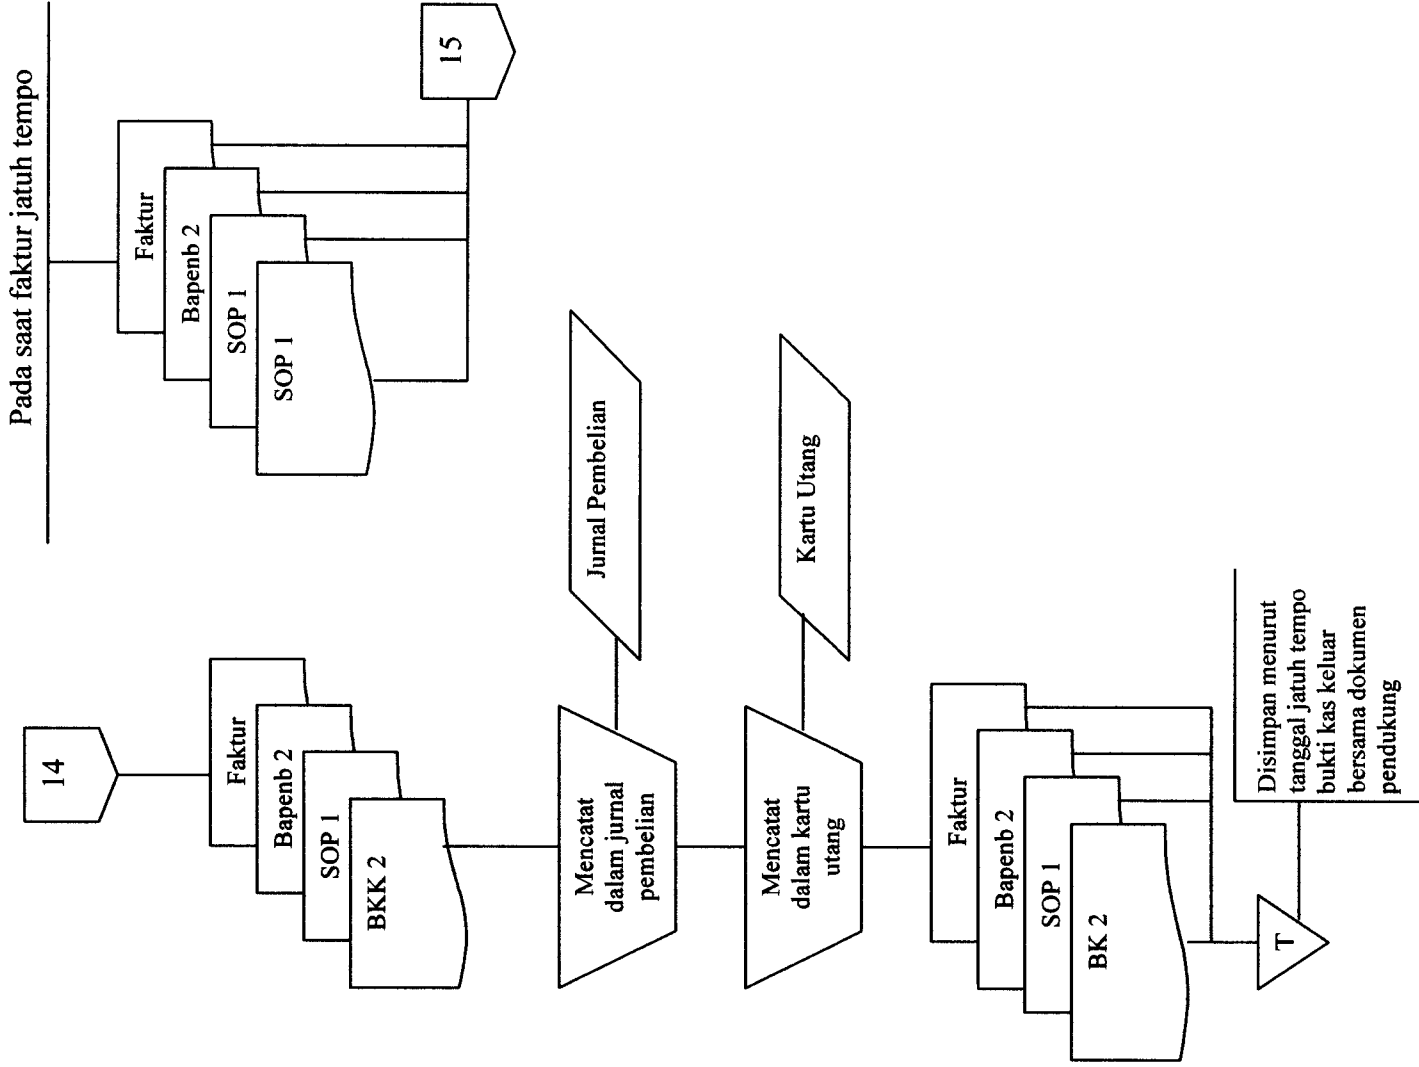 14
Faktur
Bapenb 2
SOP 1
BKK 2
Mencatat
dalam jurnal
pembelian
Jurnal Pembelian
Mencatat
dalam kartu
utang
Kartu Utang
Faktur
Bapenb 2
SOP 1
BK 2
T
Disimpan menurut
tanggal jatuh tempo
bukti kas keluar
bersama dokumen
pendukung
Pada saat faktur jatuh tempo
Faktur
Bapenb 2
SOP 1
SOP 1
15